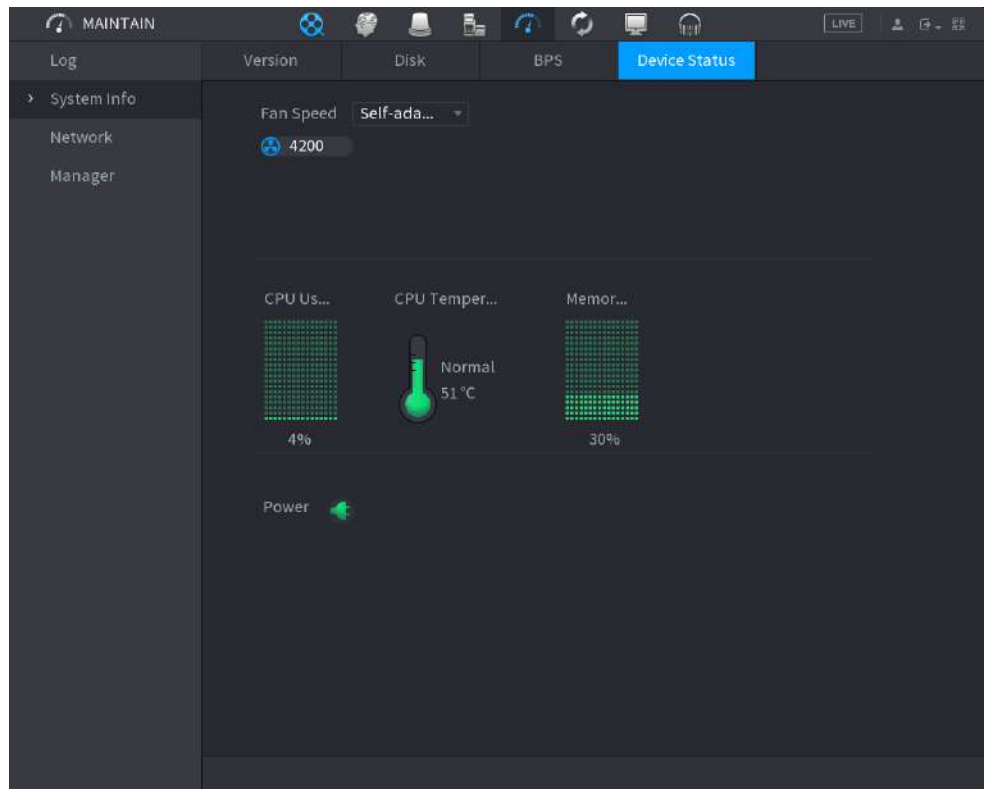 MAINTAIN
LIVE
Log
Version
Disk
BPS
Device Status
System Info
Network
Manager
Fan Speed
Self-ada...
4200
CPU Us...
CPU Temper...
Memor...
Normal
51°C
4%
30%
Power